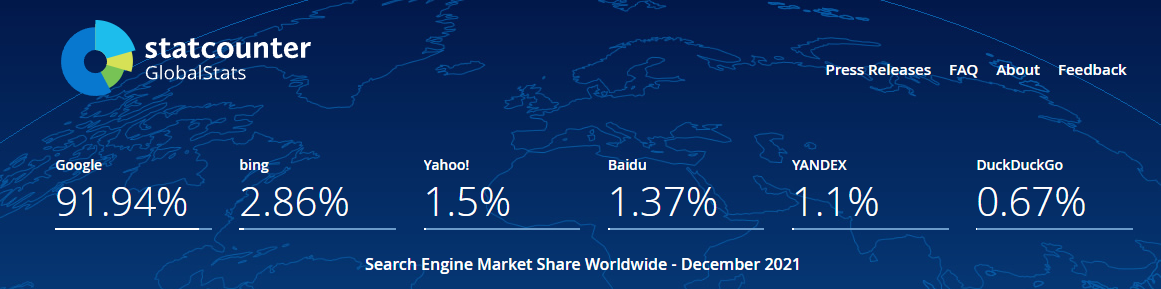 statcounter
GlobalStats
Press Releases FAQ About Feedback
Google bing Yahoo! Baidu YANDEX DuckDuckGo
91.94% 2.86% 1.5% 1.37% 1.1% 0.67%
Search Engine Market Share Worldwide - December 2021